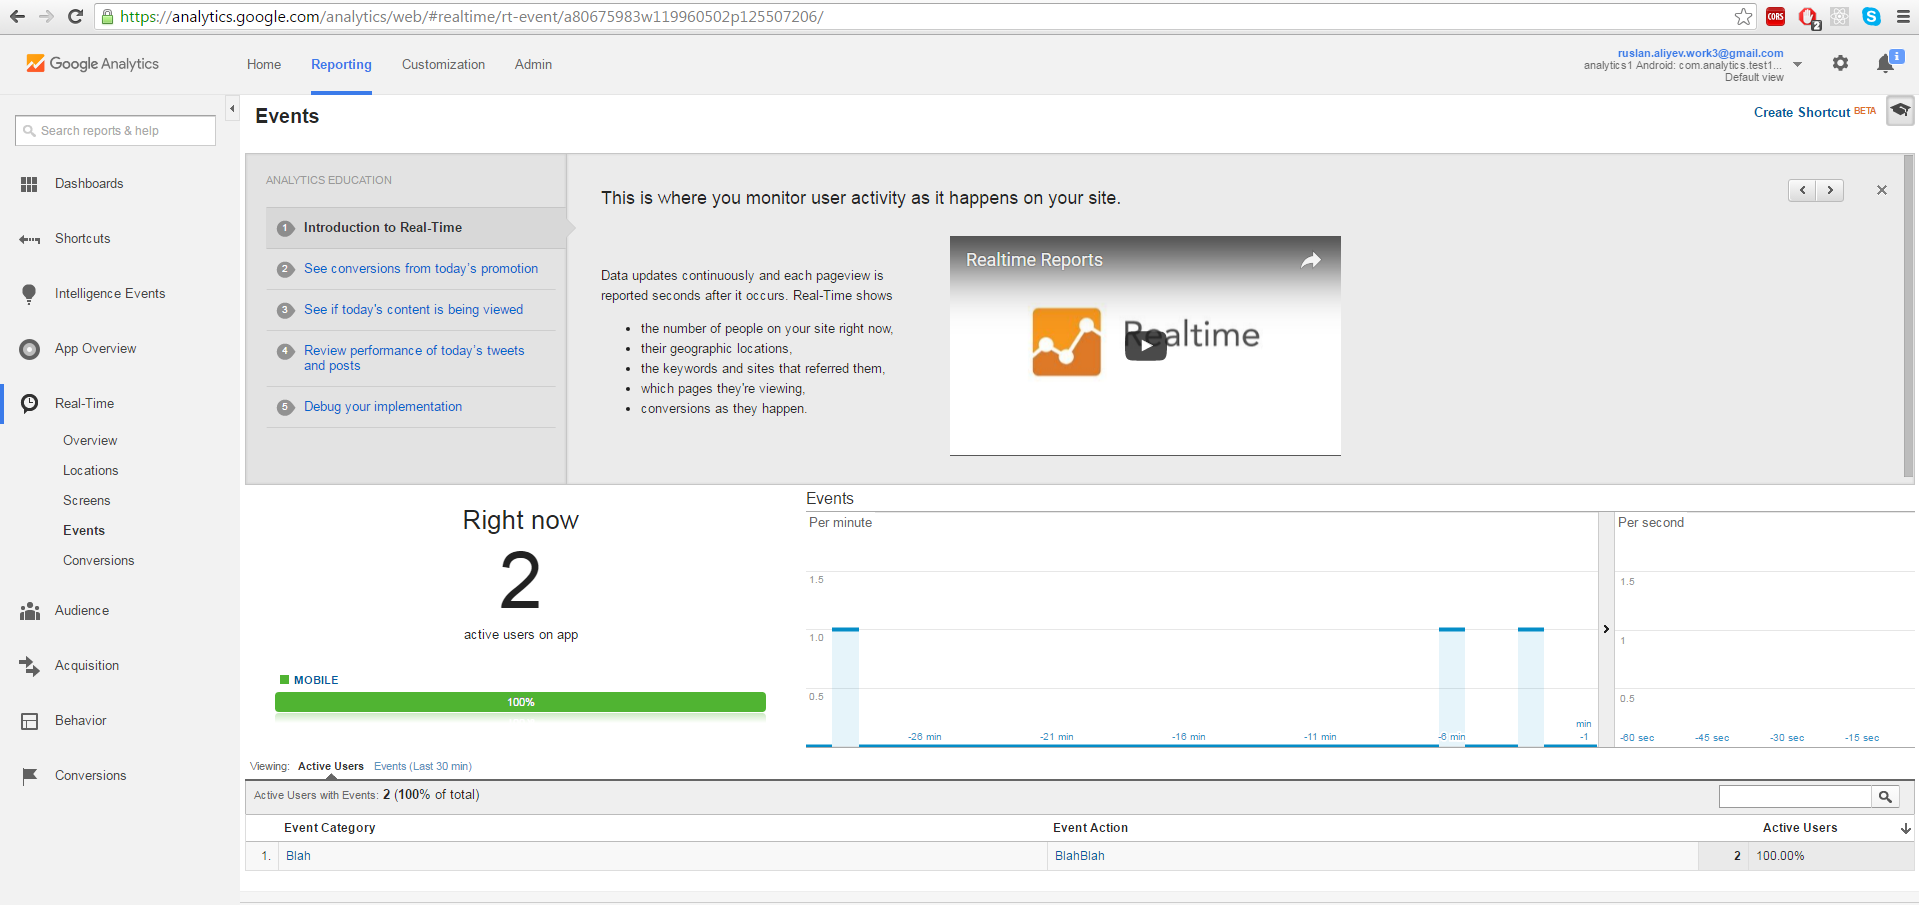 https://analytics.google.com/analytics/web/#realtime/rt-event/a80675983w119960502p125507206/
CORS
2
Google Analytics
Home
Reporting
Customization
Admin
ruslan.aliyev.work3@gmail.com
analytics1 Android: com.analytics.test1...
Default view
Search reports & help
Events
Create Shortcut BETA
Dashboards
Shortcuts
Intelligence Events
App Overview
Real-Time
Overview
Locations
Screens
Events
Conversions
Audience
Acquisition
Behavior
Conversions
ANALYTICS EDUCATION
1 Introduction to Real-Time
2 See conversions from today's promotion
3 See if today's content is being viewed
4 Review performance of today's tweets
and posts
5 Debug your implementation
This is where you monitor user activity as it happens on your site.
Data updates continuously and each pageview is
reported seconds after it occurs. Real-Time shows
the number of people on your site right now,
their geographic locations,
the keywords and sites that referred them,
which pages they're viewing,
conversions as they happen.
Realtime Reports
Realtime
Right now
2
active users on app
MOBILE
100%
Events
Per minute
1.5
1.0
0.5
-26 min
-21 min
-16 min
-11 min
-6 min
min
-1
Per second
1.5
1
0.5
-60 sec
-45 sec
-30 sec
-15 sec
Viewing: Active Users Events (Last 30 min)
Active Users with Events: 2 (100% of total)
Event Category Event Action Active Users
1. Blah BlahBlah 2 100.00%